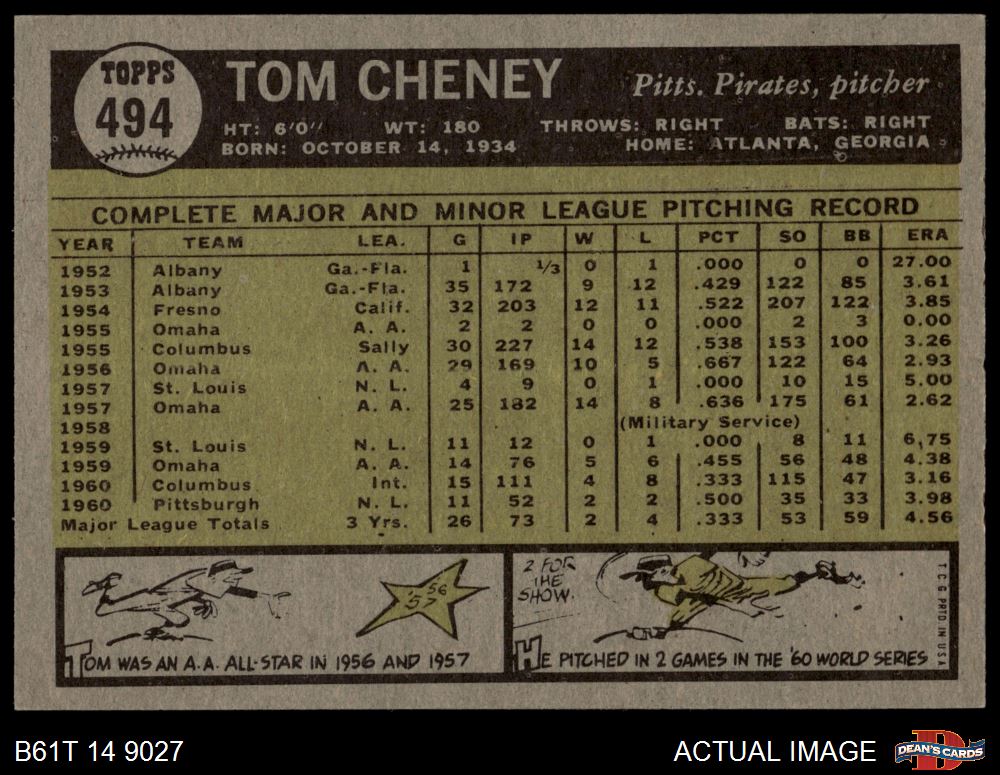 TOPPS
494
TOM CHENEY
Pitts. Pirates, pitcher
HT: 6'0" WT: 180 THROWS: RIGHT BATS: RIGHT
BORN: OCTOBER 14, 1934 HOME: ATLANTA, GEORGIA
COMPLETE MAJOR AND MINOR LEAGUE PITCHING RECORD
YEAR TEAM LEA. G IP W L PCT SO BB ERA
1952 Albany Ga.-Fla. 1 1/3 0 1 .000 0 0 27.00
1953 Albany Ga.-Fla. 35 172 9 12 .429 122 85 3.61
1954 Fresno Calif. 32 203 12 11 .522 207 122 3.85
1955 Omaha A. A. 2 2 0 0 .000 2 3 0.00
1955 Columbus Sally 30 227 14 12 .538 153 100 3.26
1956 Omaha A. A. 29 169 10 5 .667 122 64 2.93
1957 St. Louis N. L. 4 9 0 1 .000 10 15 5.00
1957 Omaha A. A. 25 182 14 8 .636 175 61 2.62
1958 (Military Service)
1959 St. Louis N. L. 11 12 0 1 .000 8 11 6.75
1959 Omaha A. A. 14 76 5 6 .455 56 48 4.38
1960 Columbus Int. 15 111 4 8 .333 115 47 3.16
1960 Pittsburgh N. L. 11 52 2 2 .500 35 33 3.98
Major League Totals 3 Yrs. 26 73 2 4 .333 53 59 4.56
'56
'57
TOM WAS AN A.A. ALL-STAR IN 1956 AND 1957
2 FOR
THE
SHOW.
HE PITCHED IN 2 GAMES IN THE '60 WORLD SERIES
T.C.G. PRTD. IN U.S.A.
B61T 14 9027
ACTUAL IMAGE
D
DEAN'S CARDS